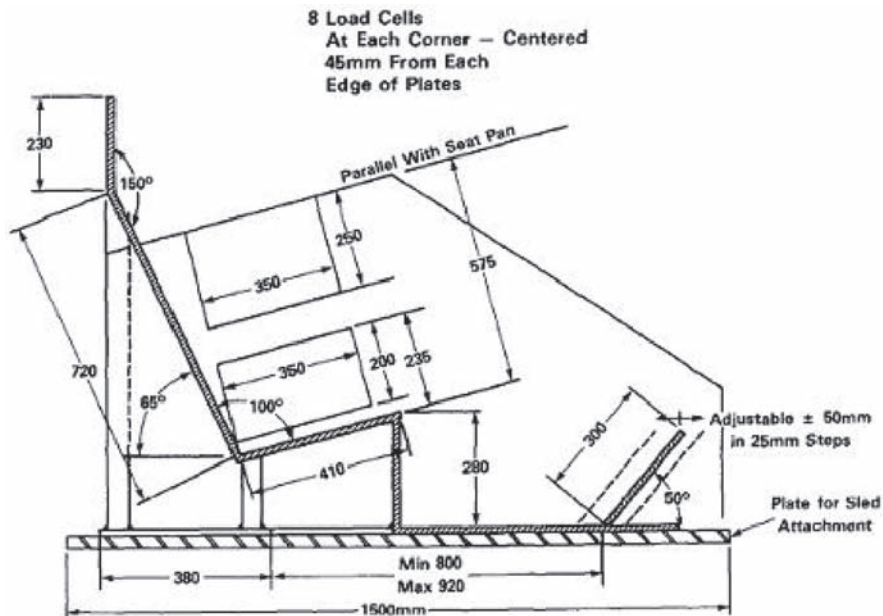 8 Load Cells
At Each Corner – Centered
45mm From Each
Edge of Plates
230
150°
Parallel With Seat Pan
250
575
350
720
200
235
350
65°
100°
300
Adjustable ± 50mm
in 25mm Steps
410
280
50°
Plate for Sled
Attachment
380
Min 800
Max 920
1500mm